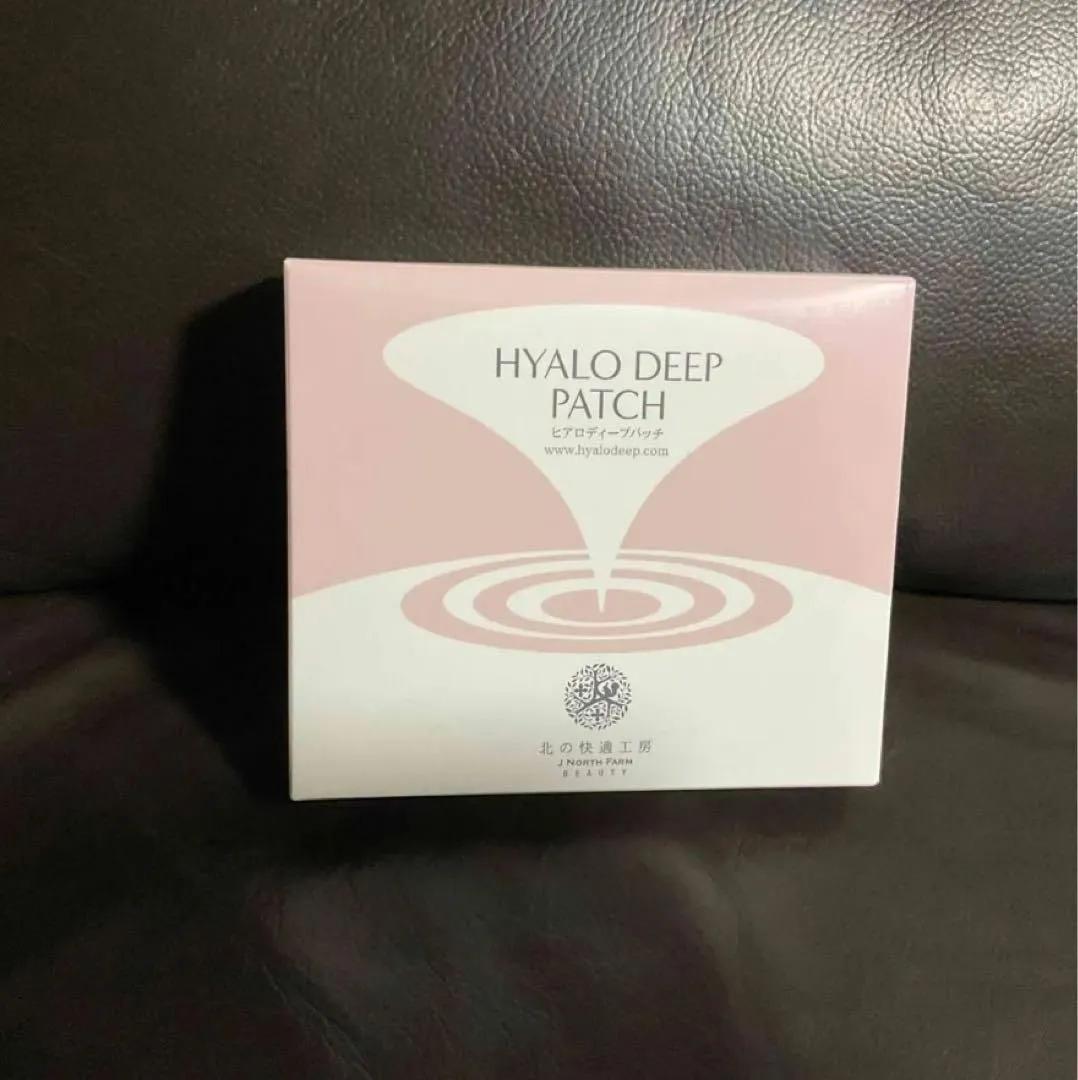 HYALO DEEP
PATCH
ヒアロディープパッチ
www.hyalodeep.com
北の快適工房
J NORTH FARM
BEAUTY